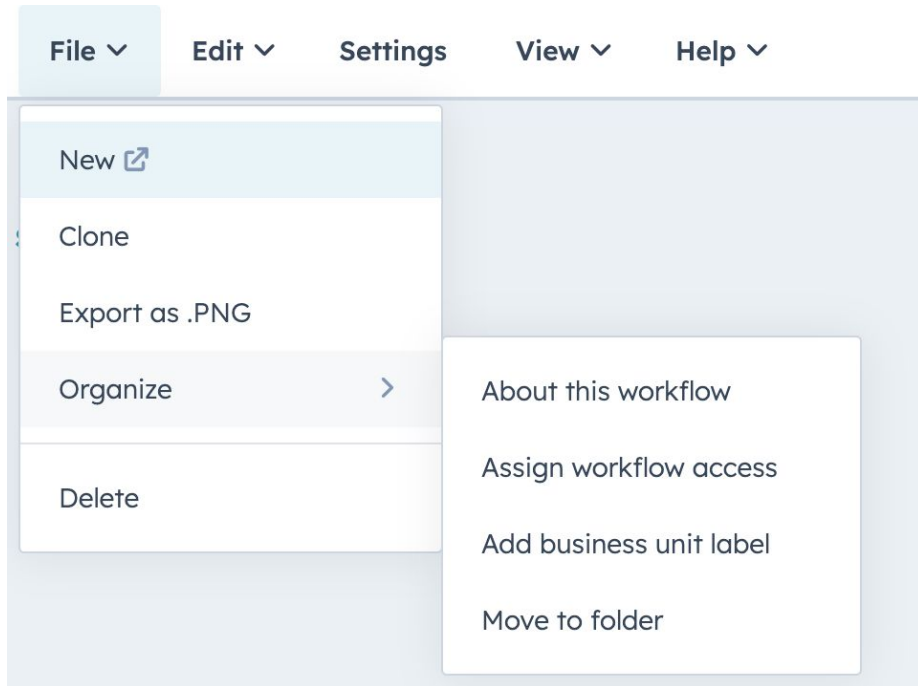 File Edit Settings View Help
New
Clone
Export as .PNG
Organize
Delete
About this workflow
Assign workflow access
Add business unit label
Move to folder